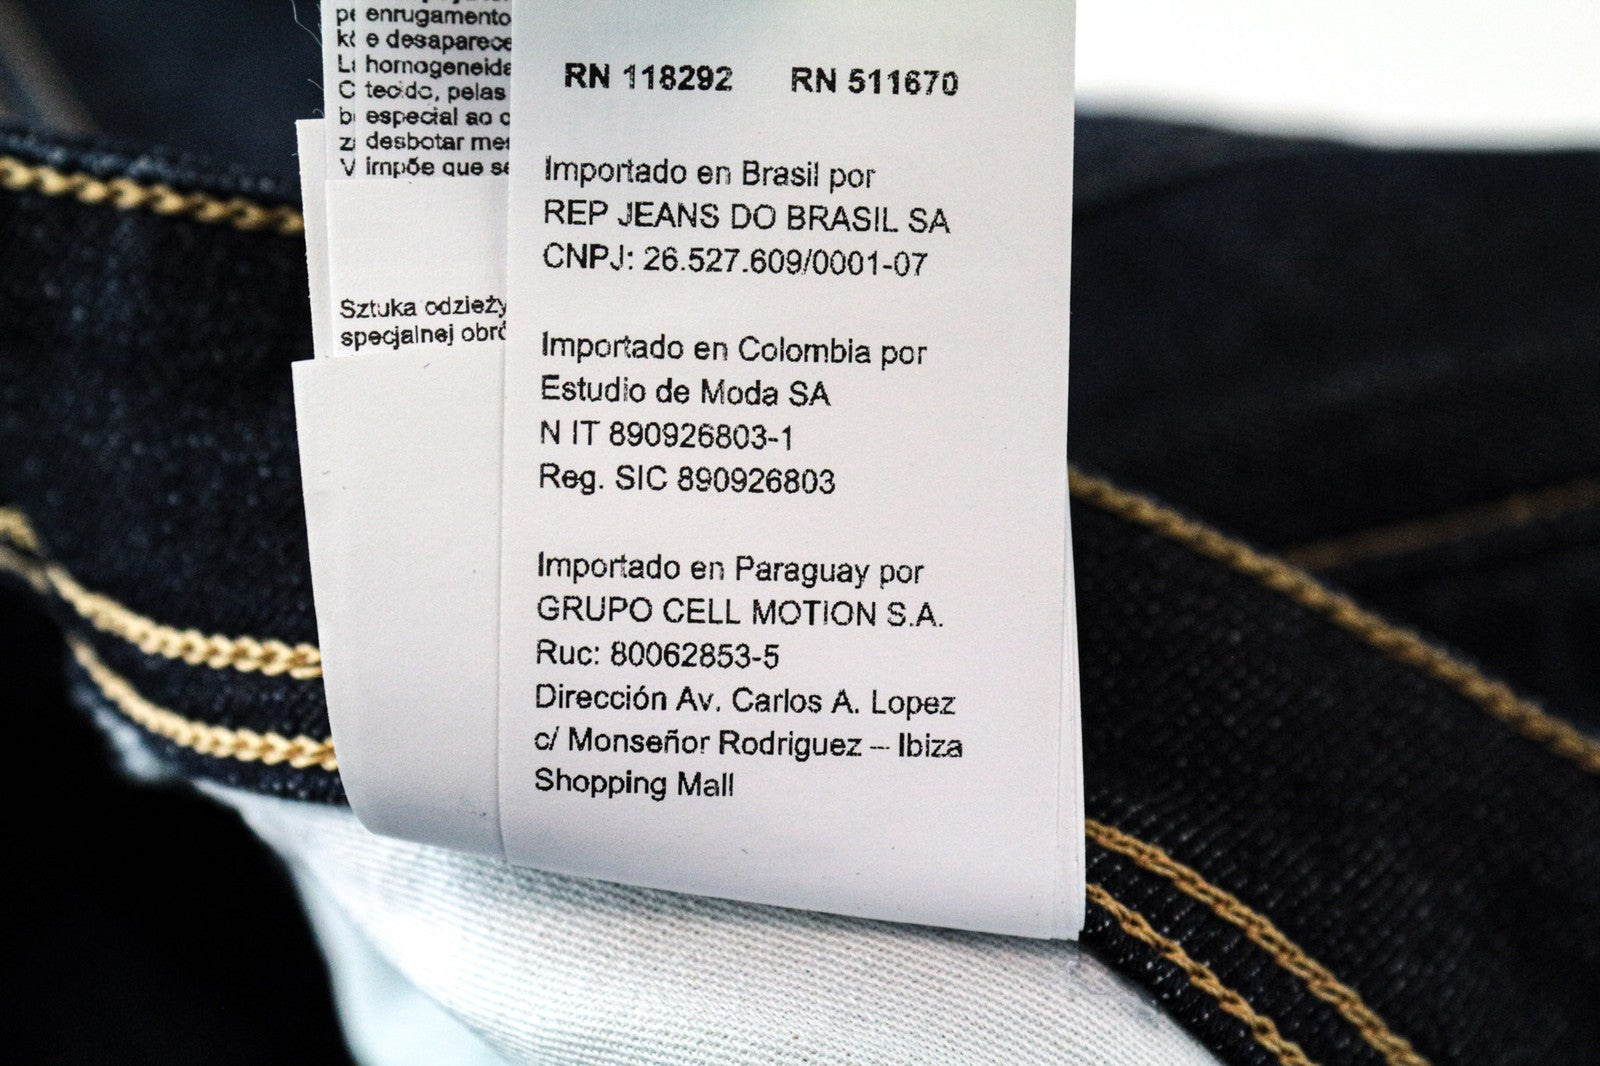 enrugamento
e desaparece
homogeneida
tecido, pelas
especial ao c
desbotar mer
impõe que se
Sztuka odzieży
specjalnej obró
RN 118292 RN 511670
Importado en Brasil por
REP JEANS DO BRASIL SA
CNPJ: 26.527.609/0001-07
Importado en Colombia por
Estudio de Moda SA
N IT 890926803-1
Reg. SIC 890926803
Importado en Paraguay por
GRUPO CELL MOTION S.A.
Ruc: 80062853-5
Dirección Av. Carlos A. Lopez
c/ Monseñor Rodriguez – Ibiza
Shopping Mall